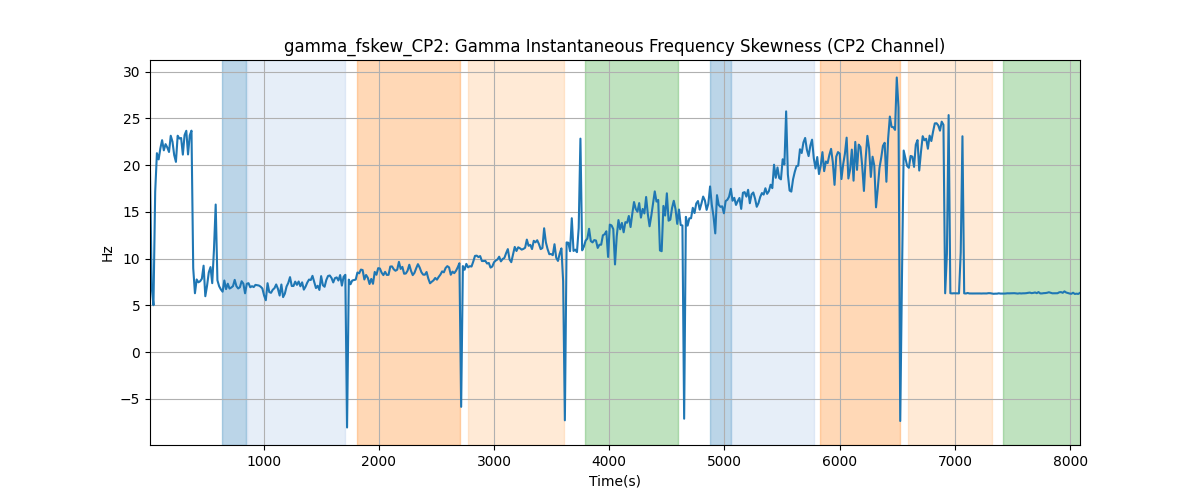 gamma_fskew_CP2: Gamma Instantaneous Frequency Skewness (CP2 Channel)
30
25
20
15
10
5
0
−5
Hz
1000 2000 3000 4000 5000 6000 7000 8000
Time(s)